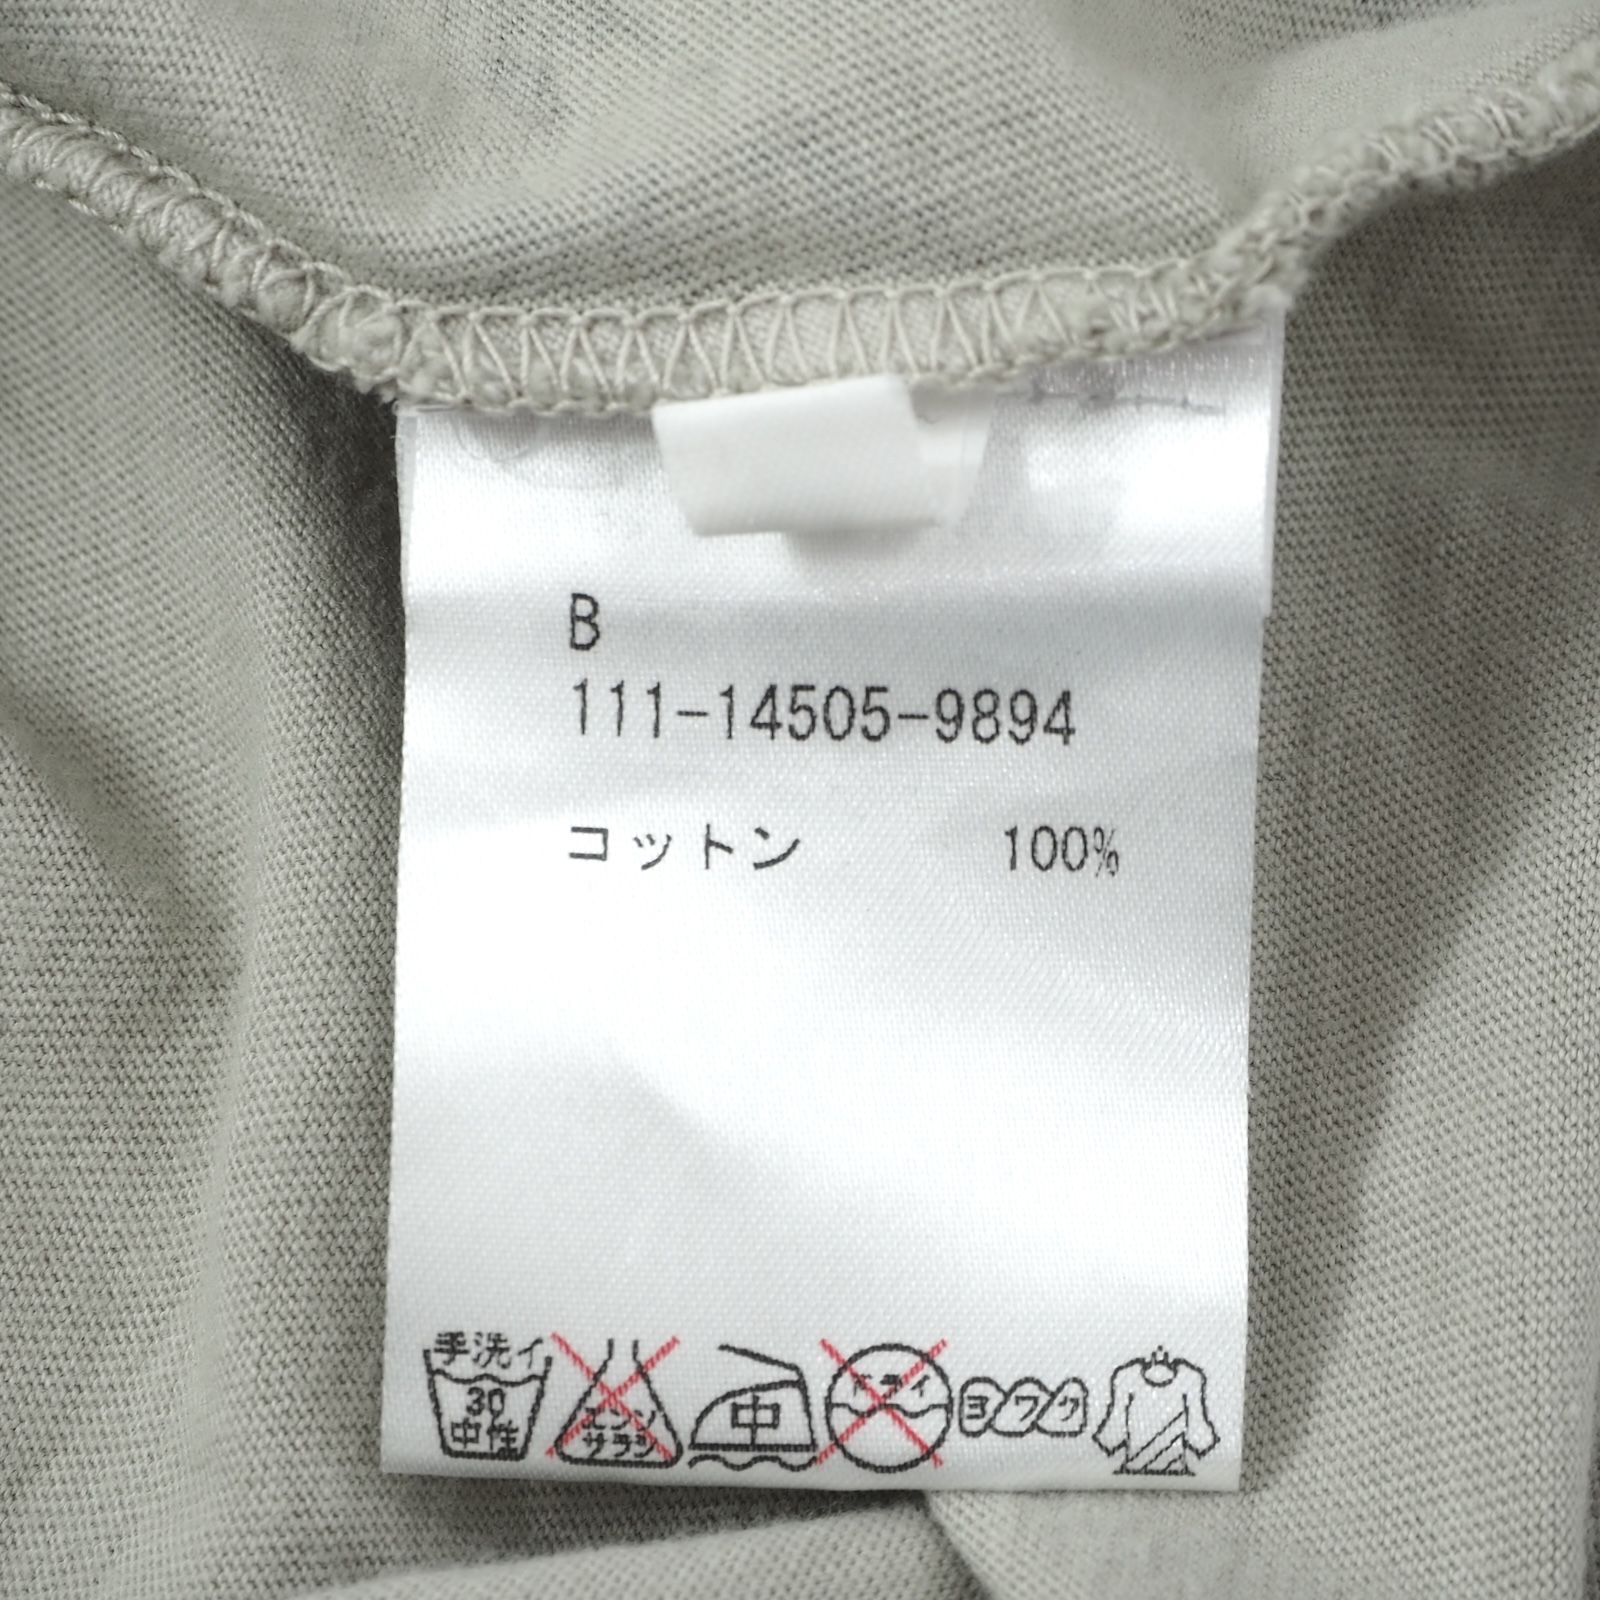 B
111-14505-9894
コットン 100%
手洗イ
30
中性
エンソ
サラシ
中
ドライ
ヨワク